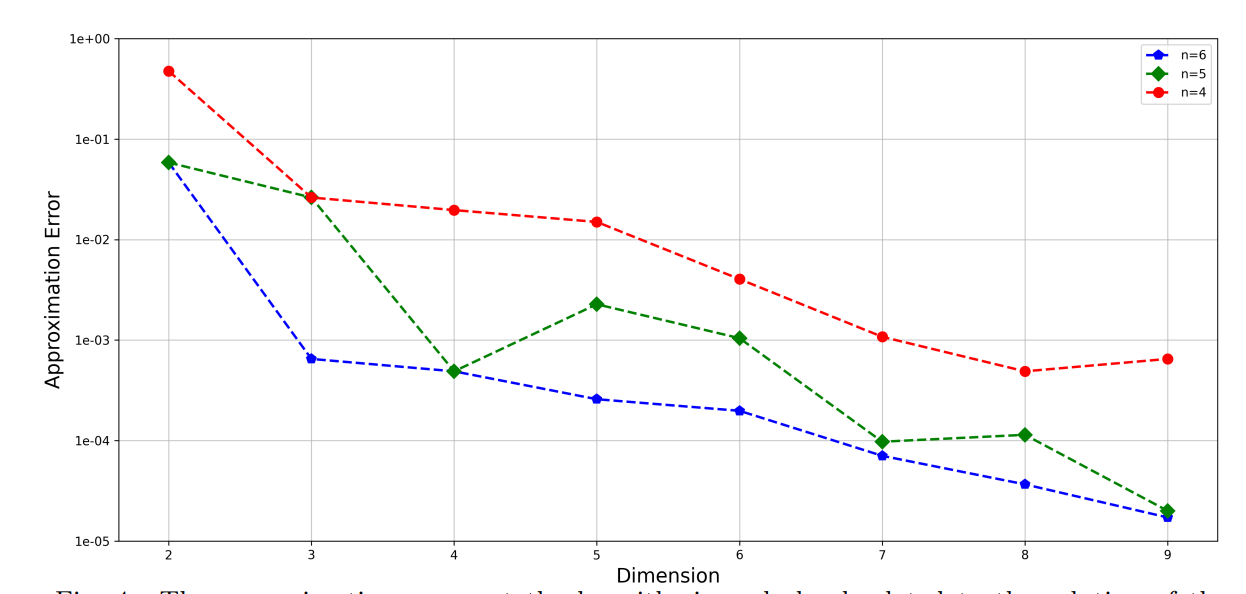 1e+00
1e-01
1e-02
1e-03
1e-04
1e-05
Approximation Error
n=6
n=5
n=4
2 3 4 5 6 7 8 9
Dimension